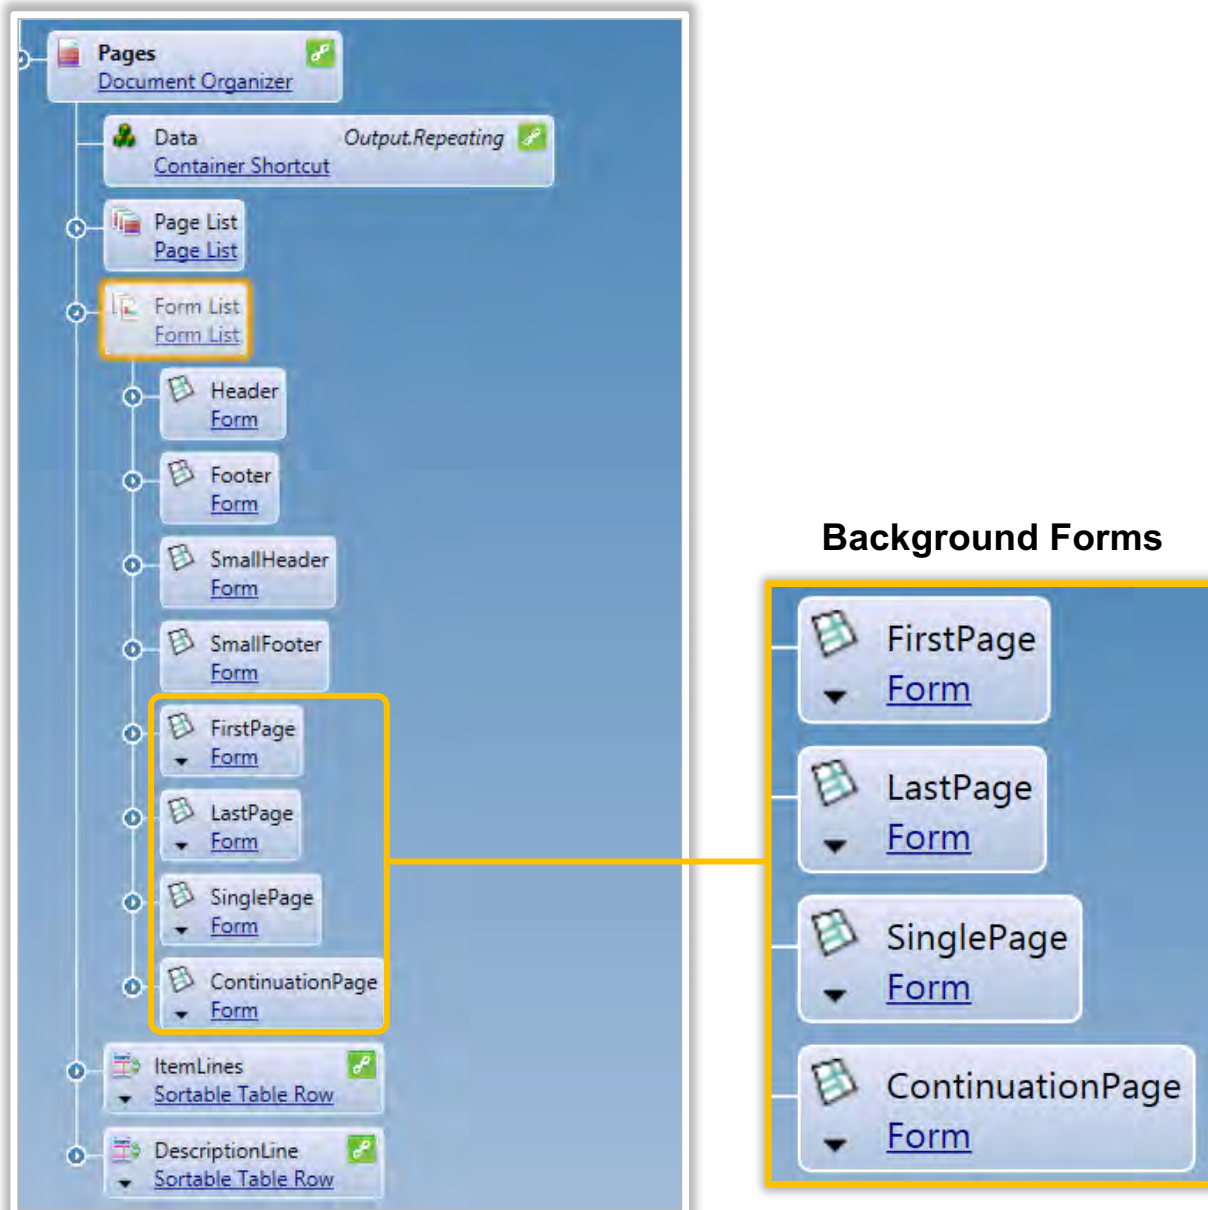 Pages
Document Organizer
Data Output.Repeating
Container Shortcut
Page List
Page List
Form List
Form List
Header
Form
Footer
Form
SmallHeader
Form
SmallFooter
Form
FirstPage
Form
LastPage
Form
SinglePage
Form
ContinuationPage
Form
ItemLines
Sortable Table Row
DescriptionLine
Sortable Table Row
Background Forms
FirstPage
Form
LastPage
Form
SinglePage
Form
ContinuationPage
Form